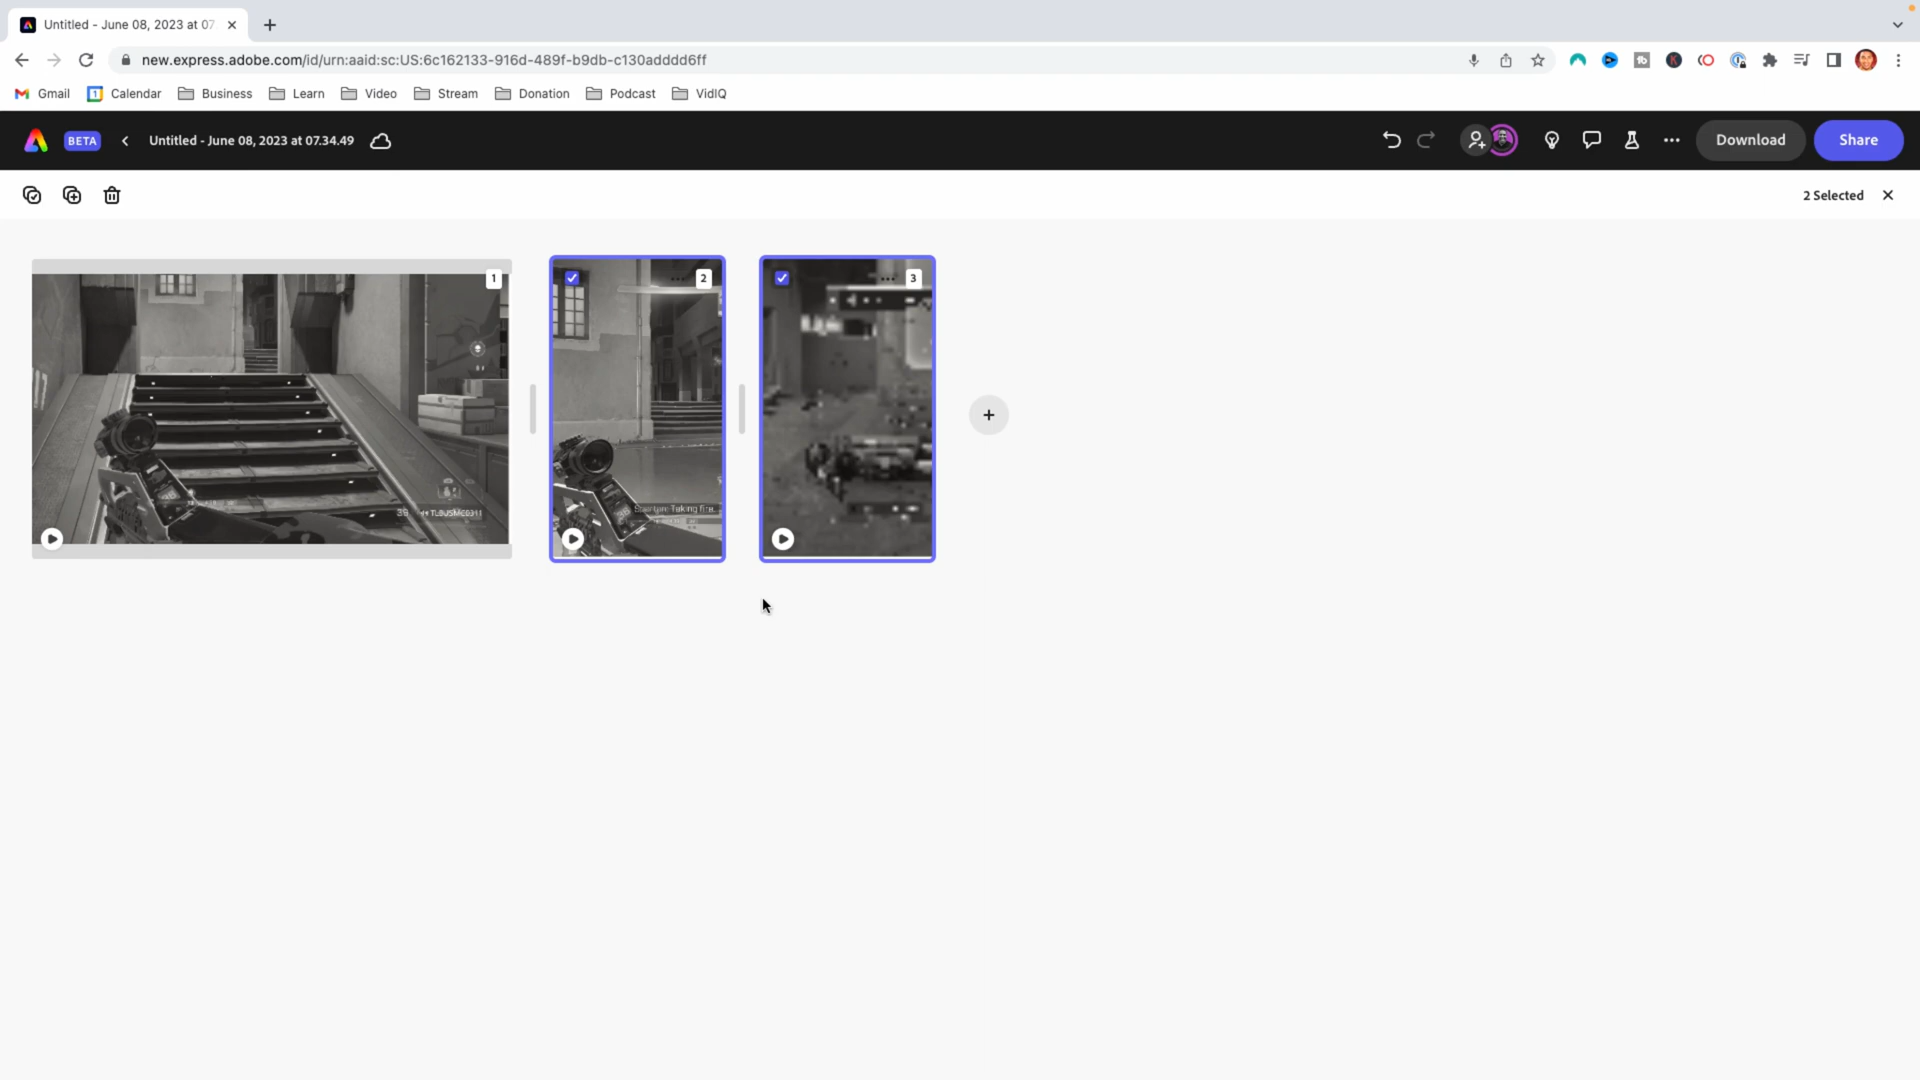 Untitled - June 08, 2023 at 07
new.express.adobe.com/id/urn:aaid:sc:US:6c162133-916d-489f-b9db-c130adddd6ff
Gmail
Calendar
Business
Learn
Video
Stream
Donation
Podcast
VidIQ
BETA
Untitled - June 08, 2023 at 07.34.49
Download
Share
2 Selected
1
2
3
Taking fire.